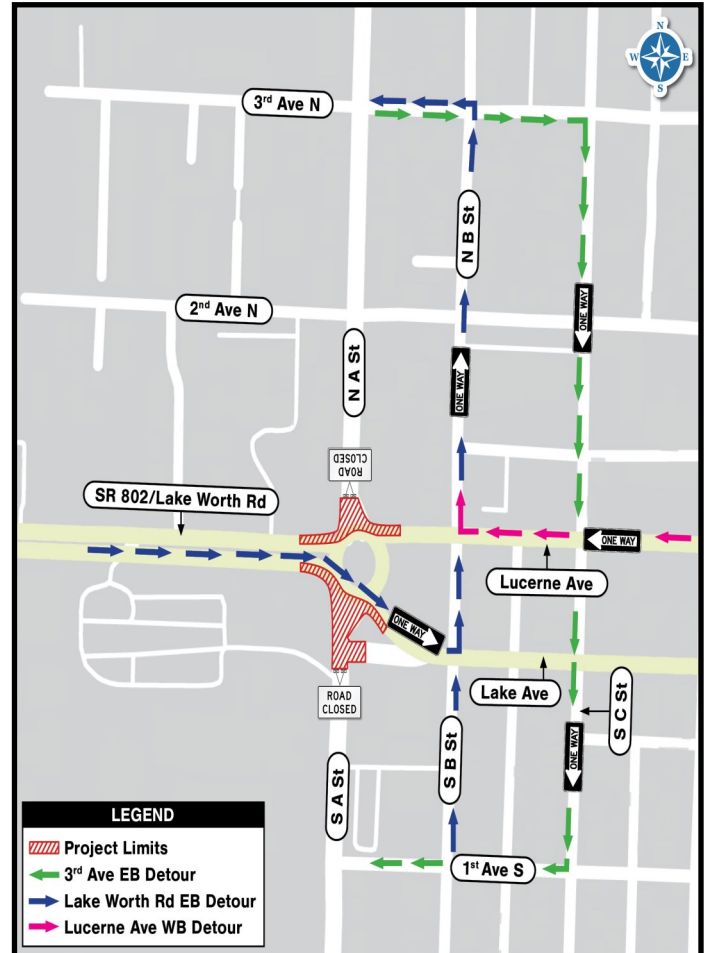 N
W E
S
3rd Ave N
N B St
2nd Ave N
ONE WAY
N A St
ONE WAY
ROAD
CLOSED
SR 802/Lake Worth Rd
ONE WAY
Lucerne Ave
ONE WAY
Lake Ave
ROAD
CLOSED
S C St
ONE WAY
S B St
S A St
1st Ave S
LEGEND
Project Limits
3rd Ave EB Detour
Lake Worth Rd EB Detour
Lucerne Ave WB Detour